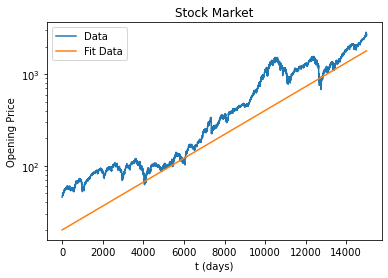 Stock Market
Data
Fit Data
Opening Price
10³
10²
0
2000
4000
6000
8000
10000
12000
14000
t (days)